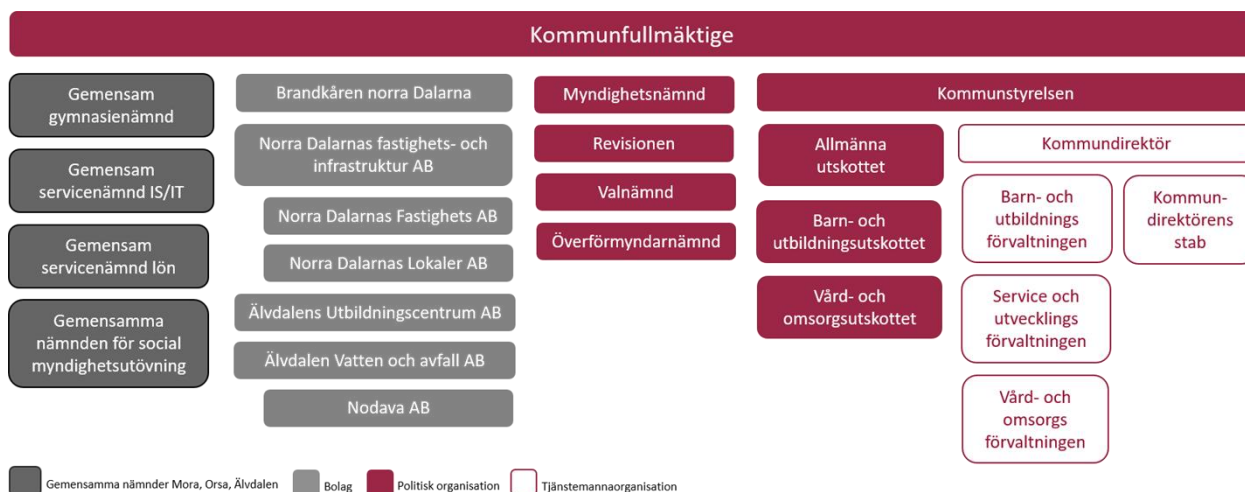 Kommunfullmäktige
Gemensam
gymnasienämnd
Gemensam
servicenämnd IS/IT
Gemensam
servicenämnd lön
Gemensamma
nämnden för social
myndighetsutövning
Brandkåren norra Dalarna
Norra Dalarnas fastighets- och
infrastruktur AB
Norra Dalarnas Fastighets AB
Norra Dalarnas Lokaler AB
Älvdalens Utbildningscentrum AB
Älvdalen Vatten och avfall AB
Nodava AB
Myndighetsnämnd
Revisionen
Valnämnd
Överförmyndarnämnd
Kommunstyrelsen
Allmänna
utskottet
Barn- och
utbildningsutskottet
Vård- och
omsorgsutskottet
Kommundirektör
Barn- och
utbildnings
förvaltningen
Service och
utvecklings
förvaltningen
Vård- och
omsorgs
förvaltningen
Kommun-
direktörens
stab
Gemensamma nämnder Mora, Orsa, Älvdalen
Bolag
Politisk organisation
Tjänstemannaorganisation